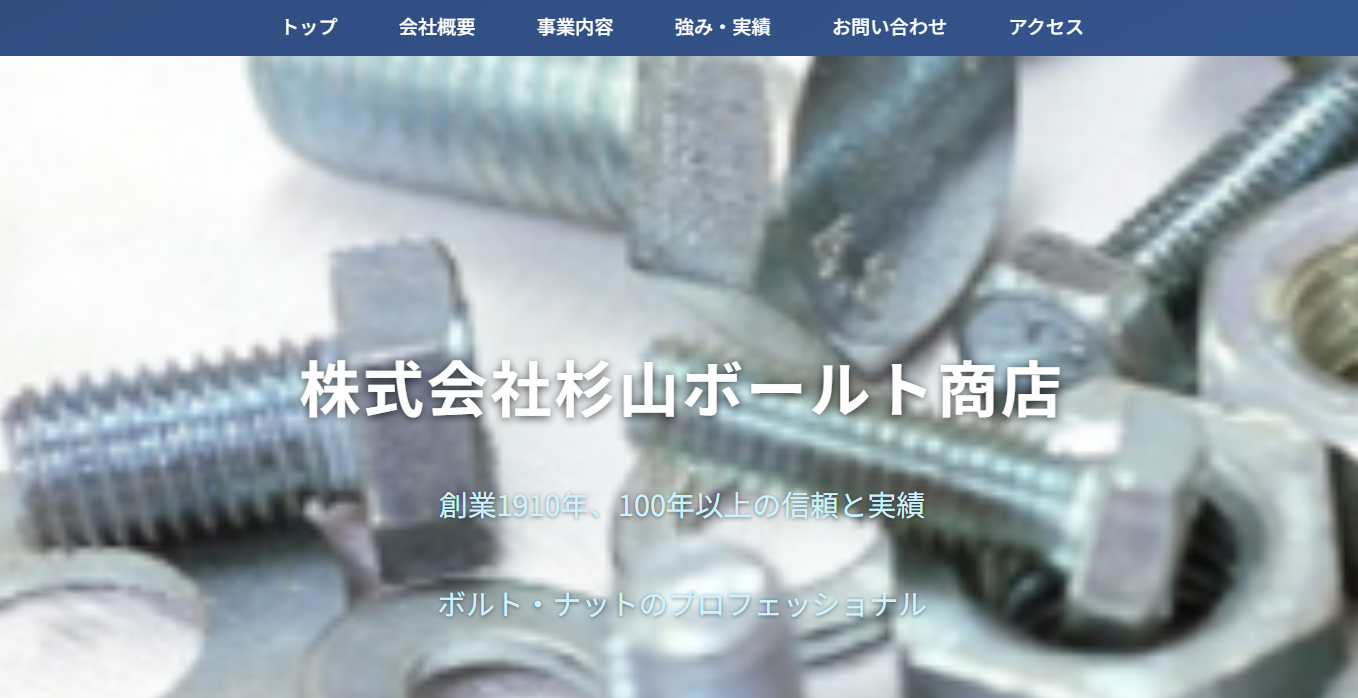 トップ 会社概要 事業内容 強み・実績 お問い合わせ アクセス
株式会社杉山ボールト商店
創業1910年、100年以上の信頼と実績
ボルト・ナットのプロフェッショナル